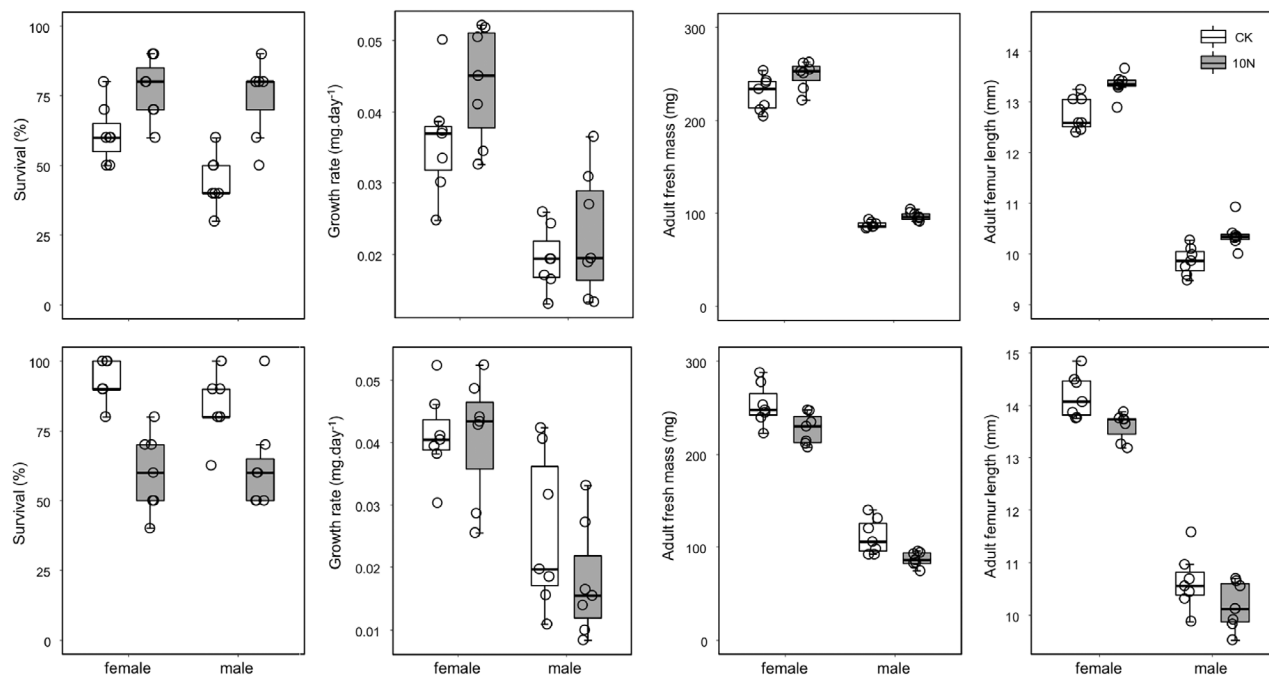 Survival (%)
100
75
50
25
0
Growth rate (mg.day⁻¹)
0.05
0.04
0.03
0.02
Adult fresh mass (mg)
300
200
100
0
Adult femur length (mm)
14
13
12
11
10
9
CK
10N
Survival (%)
100
75
50
25
0
female
male
Growth rate (mg.day⁻¹)
0.05
0.04
0.03
0.02
0.01
female
male
Adult fresh mass (mg)
300
200
100
0
female
male
Adult femur length (mm)
15
14
13
12
11
10
female
male